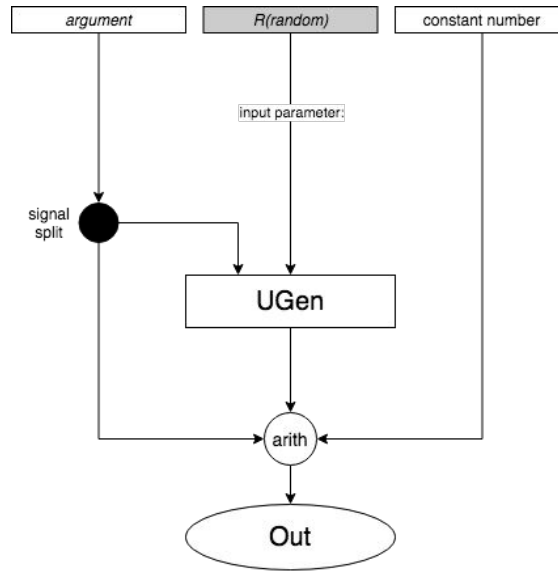 argument
R(random)
constant number
input parameter:
signal
split
UGen
arith
Out